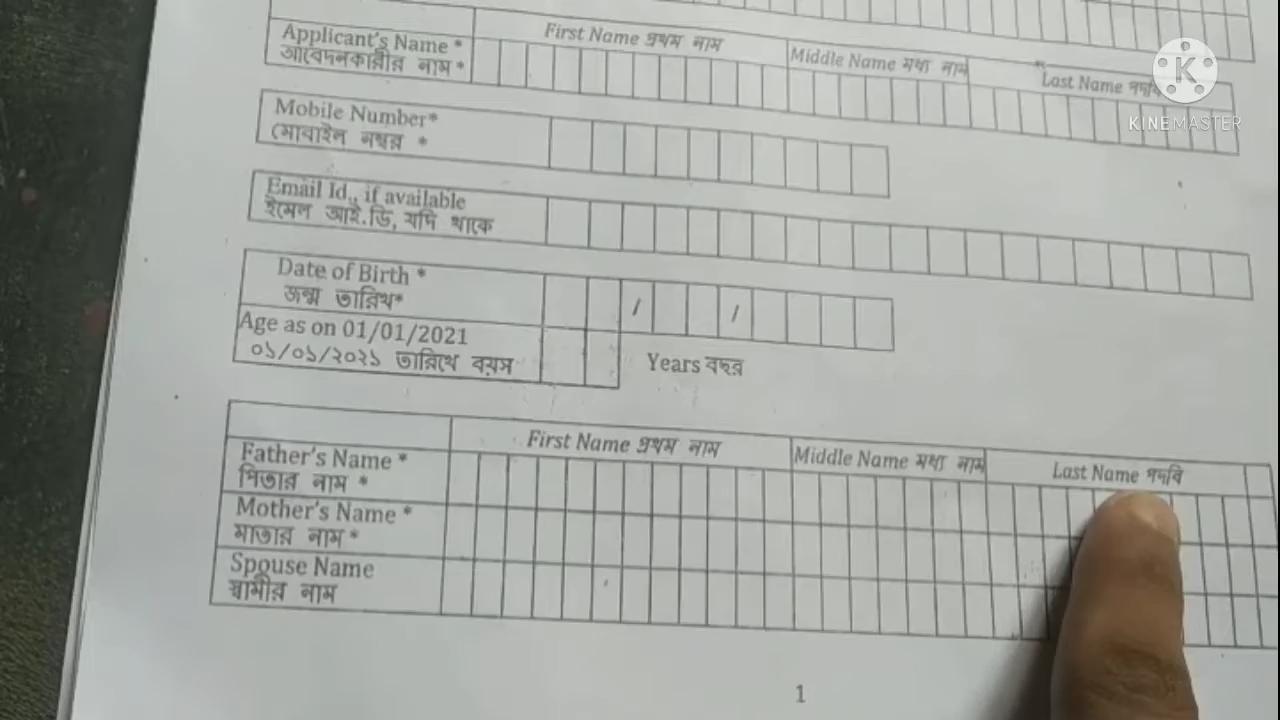 First Name প্রথম নাম
Middle Name মধ্য নাম
Last Name পদবি
Applicant's Name *
আবেদনকারীর নাম *
K
KINEMASTER
Mobile Number*
মোবাইল নম্বর *
Email Id., if available
ইমেল আই.ডি, যদি থাকে
Date of Birth *
জন্ম তারিখ*
/ /
Age as on 01/01/2021
০১/০১/২০২১ তারিখে বয়স
Years বছর
First Name প্রথম নাম
Middle Name মধ্য নাম
Last Name পদবি
Father's Name *
পিতার নাম *
Mother's Name *
মাতার নাম *
Spouse Name
স্বামীর নাম
1